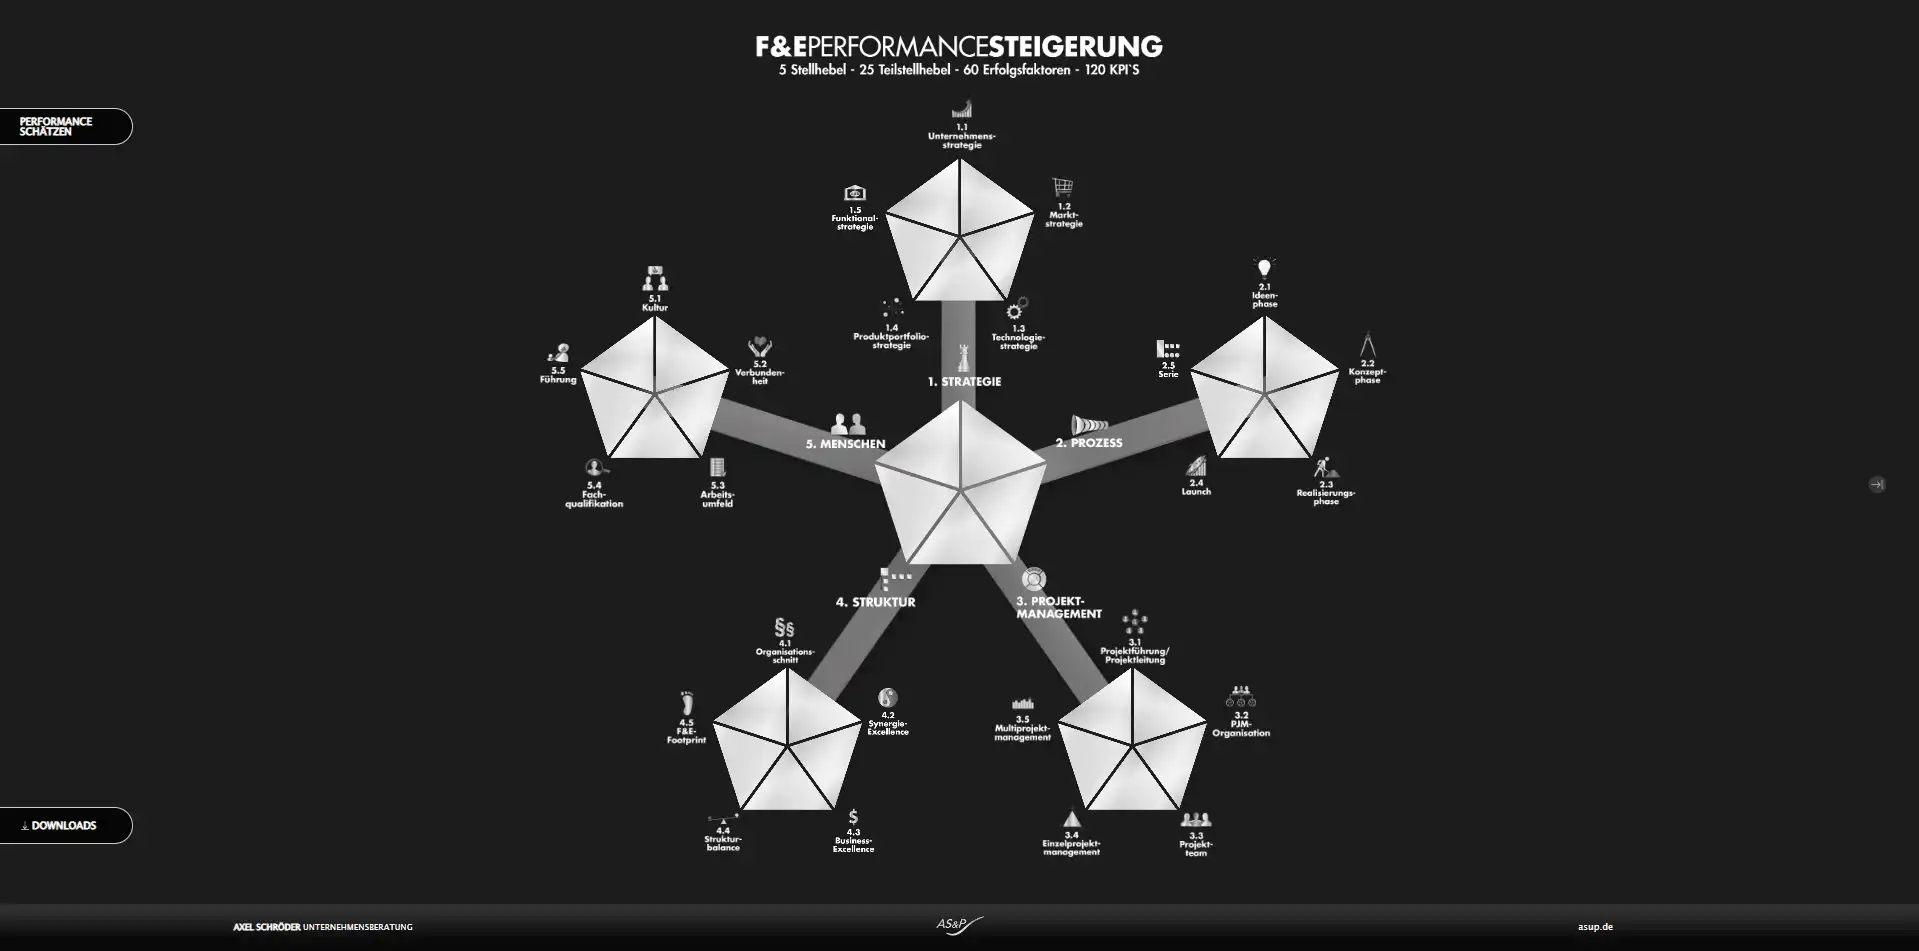 F&EPERFORMANCESTEIGERUNG
5 Stellhebel - 25 Teilstellhebel - 60 Erfolgsfaktoren - 120 KPI`S
PERFORMANCE
SCHÄTZEN
1.1
Unternehmens-
strategie
1.5
Funktional-
strategie
1.2
Markt-
strategie
1.4
Produktportfolio-
strategie
1.3
Technologie-
strategie
1. STRATEGIE
5.1
Kultur
5.5
Führung
5.2
Verbunden-
heit
5.4
Fach-
qualifikation
5.3
Arbeits-
umfeld
5. MENSCHEN
2.1
Ideen-
phase
2.5
Serie
2.2
Konzept-
phase
2.4
Launch
2.3
Realisierungs-
phase
2. PROZESS
4. STRUKTUR
3. PROJEKT-
MANAGEMENT
§§
4.1
Organisations-
schnitt
4.5
F&E-
Footprint
4.2
Synergie-
Excellence
4.4
Struktur-
balance
$
4.3
Business-
Excellence
3.1
Projektführung/
Projektleitung
3.5
Multiprojekt-
management
3.2
PJM-
Organisation
3.4
Einzelprojekt-
management
3.3
Projekt-
team
DOWNLOADS
AXEL SCHRÖDER UNTERNEHMENSBERATUNG
AS&P
asup.de